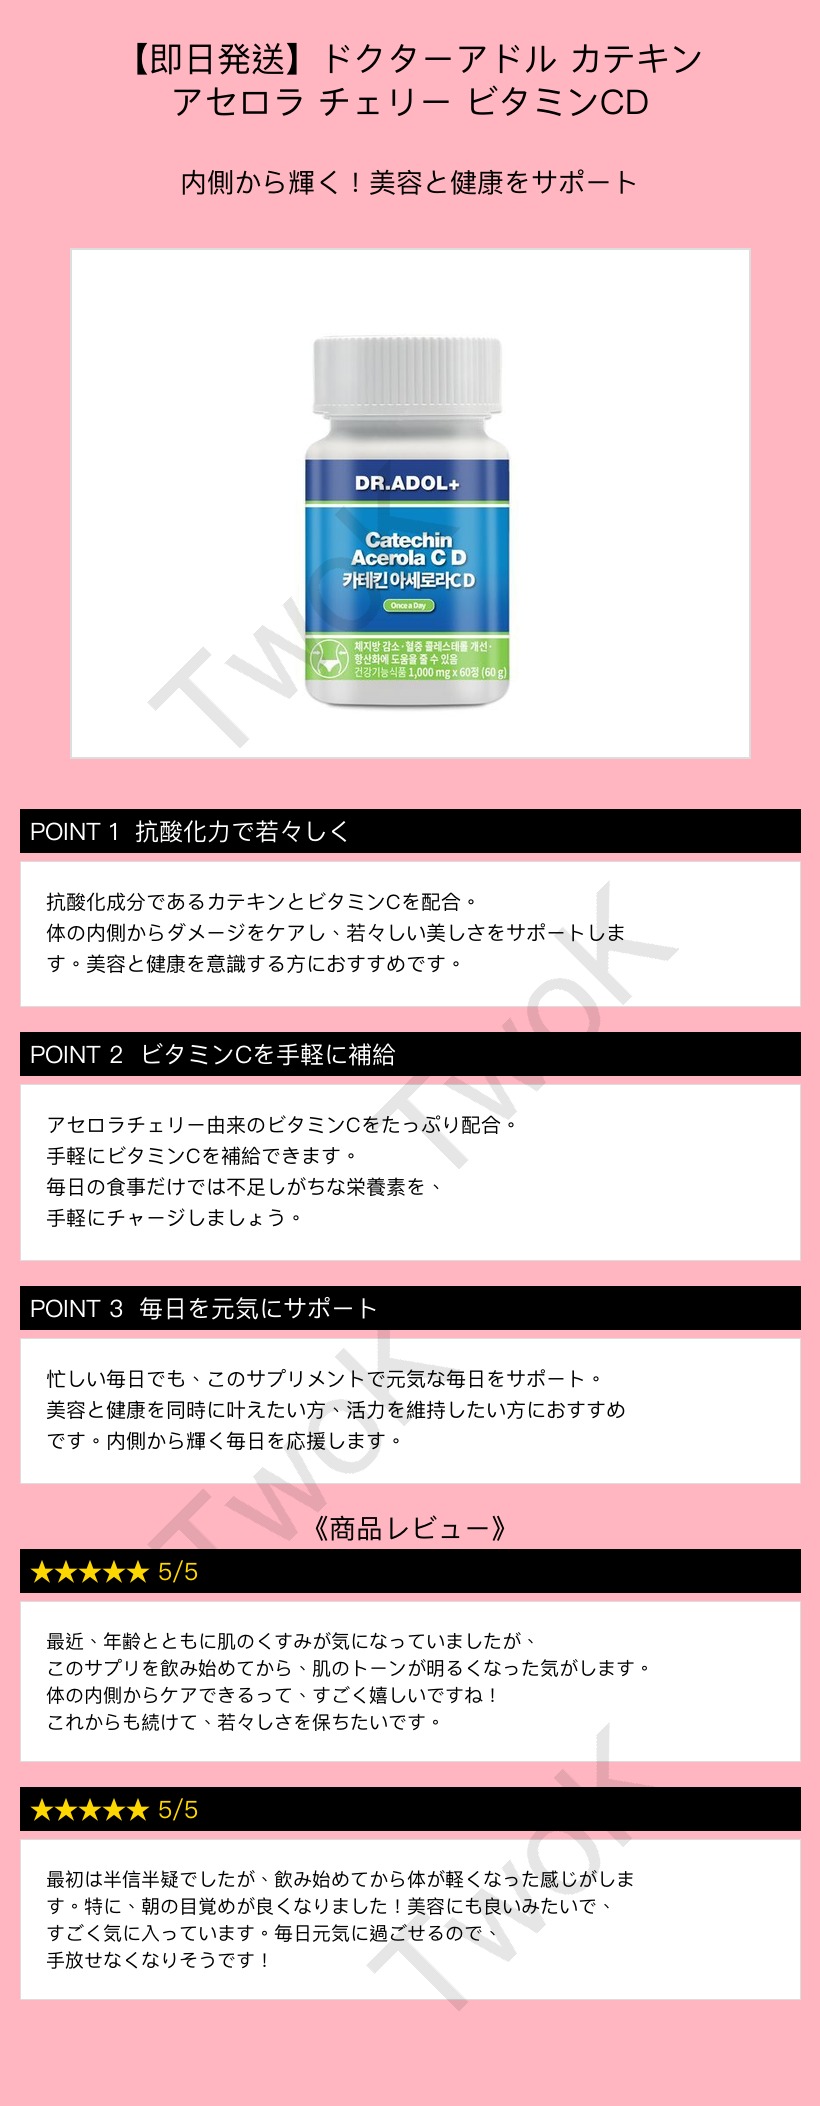 【即日発送】ドクターアドル カテキン
アセロラ チェリー ビタミンCD
内側から輝く！美容と健康をサポート
DR.ADOL+
Catechin
Acerola C D
카테킨 아세로라C D
Once a Day
체지방 감소·혈중 콜레스테롤 개선·
항산화에 도움을 줄 수 있음
건강기능식품 1,000 mg x 60정 (60 g)
TwoK
POINT 1 抗酸化力で若々しく
抗酸化成分であるカテキンとビタミンCを配合。
体の内側からダメージをケアし、若々しい美しさをサポートしま
す。美容と健康を意識する方におすすめです。
TwoK
POINT 2 ビタミンCを手軽に補給
アセロラチェリー由来のビタミンCをたっぷり配合。
手軽にビタミンCを補給できます。
毎日の食事だけでは不足しがちな栄養素を、
手軽にチャージしましょう。
POINT 3 毎日を元気にサポート
忙しい毎日でも、このサプリメントで元気な毎日をサポート。
美容と健康を同時に叶えたい方、活力を維持したい方におすすめ
です。内側から輝く毎日を応援します。
TwoK
《商品レビュー》
★★★★★ 5/5
最近、年齢とともに肌のくすみが気になっていましたが、
このサプリを飲み始めてから、肌のトーンが明るくなった気がします。
体の内側からケアできるって、すごく嬉しいですね！
これからも続けて、若々しさを保ちたいです。
★★★★★ 5/5
最初は半信半疑でしたが、飲み始めてから体が軽くなった感じがしま
す。特に、朝の目覚めが良くなりました！美容にも良いみたいで、
すごく気に入っています。毎日元気に過ごせるので、
手放せなくなりそうです！
TwoK